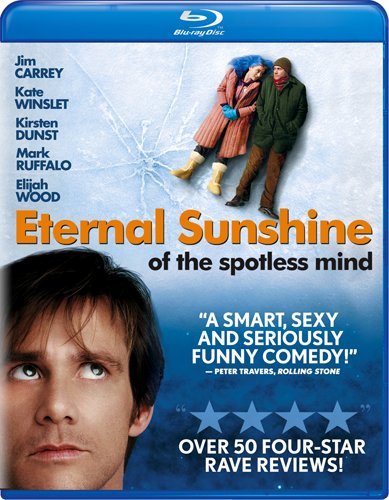 Blu-ray Disc
Jim
CARREY
Kate
WINSLET
Kirsten
DUNST
Mark
RUFFALO
Elijah
WOOD
Eternal Sunshine
of the spotless mind
“A SMART, SEXY
AND SERIOUSLY
FUNNY COMEDY!”
– PETER TRAVERS, ROLLING STONE
“★★★★”
OVER 50 FOUR-STAR
RAVE REVIEWS!